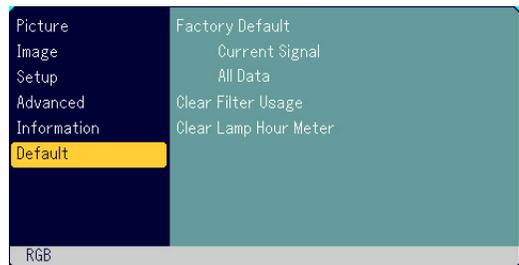 Picture
Image
Setup
Advanced
Information
Default
Factory Default
Current Signal
All Data
Clear Filter Usage
Clear Lamp Hour Meter
RGB